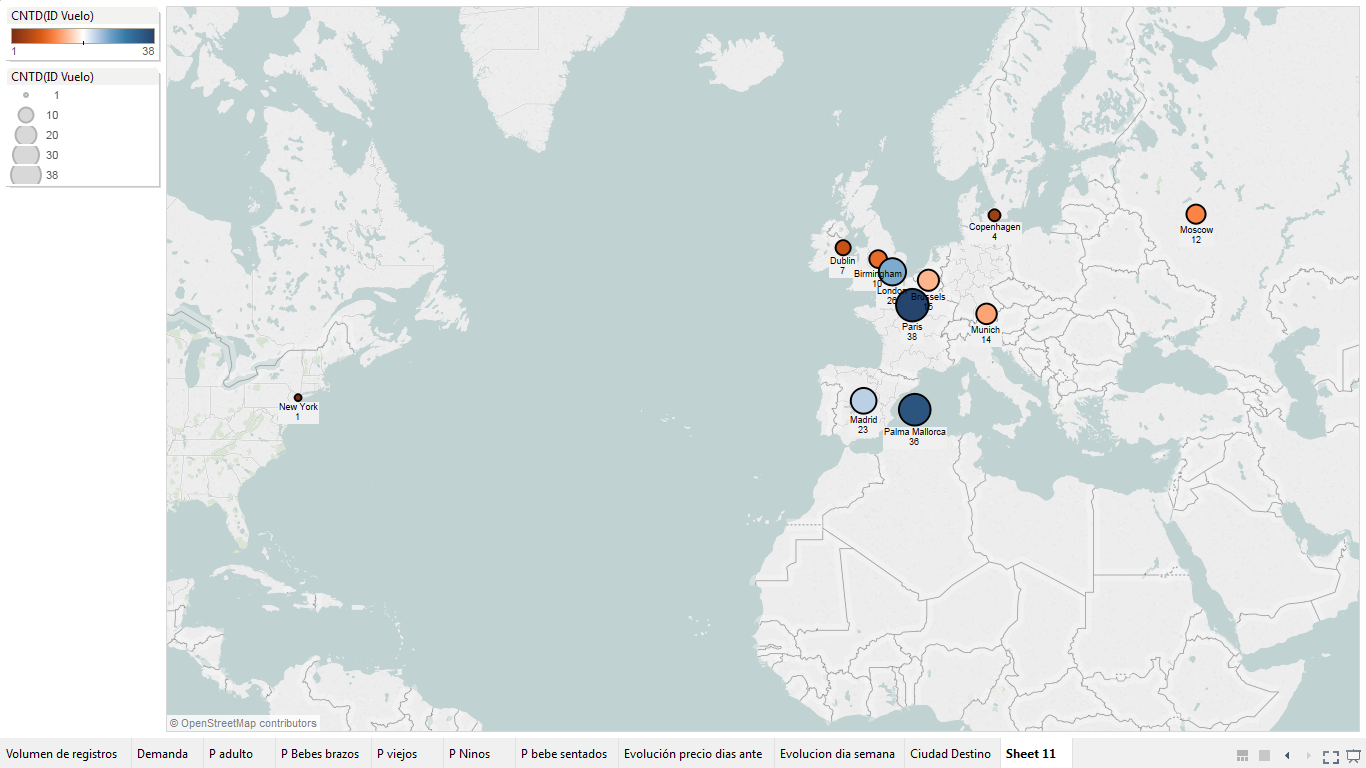 CNTD(ID Vuelo)
1 38
CNTD(ID Vuelo)
1
10
20
30
38
Copenhagen
4
Moscow
12
Dublin
7
Birmingham
10
London
26
Brussels
Paris
38
Munich
14
New York
1
Madrid
23
Palma Mallorca
36
© OpenStreetMap contributors
Volumen de registros Demanda P adulto P Bebes brazos P viejos P Ninos P bebe sentados Evolución precio dias ante Evolucion dia semana Ciudad Destino Sheet 11